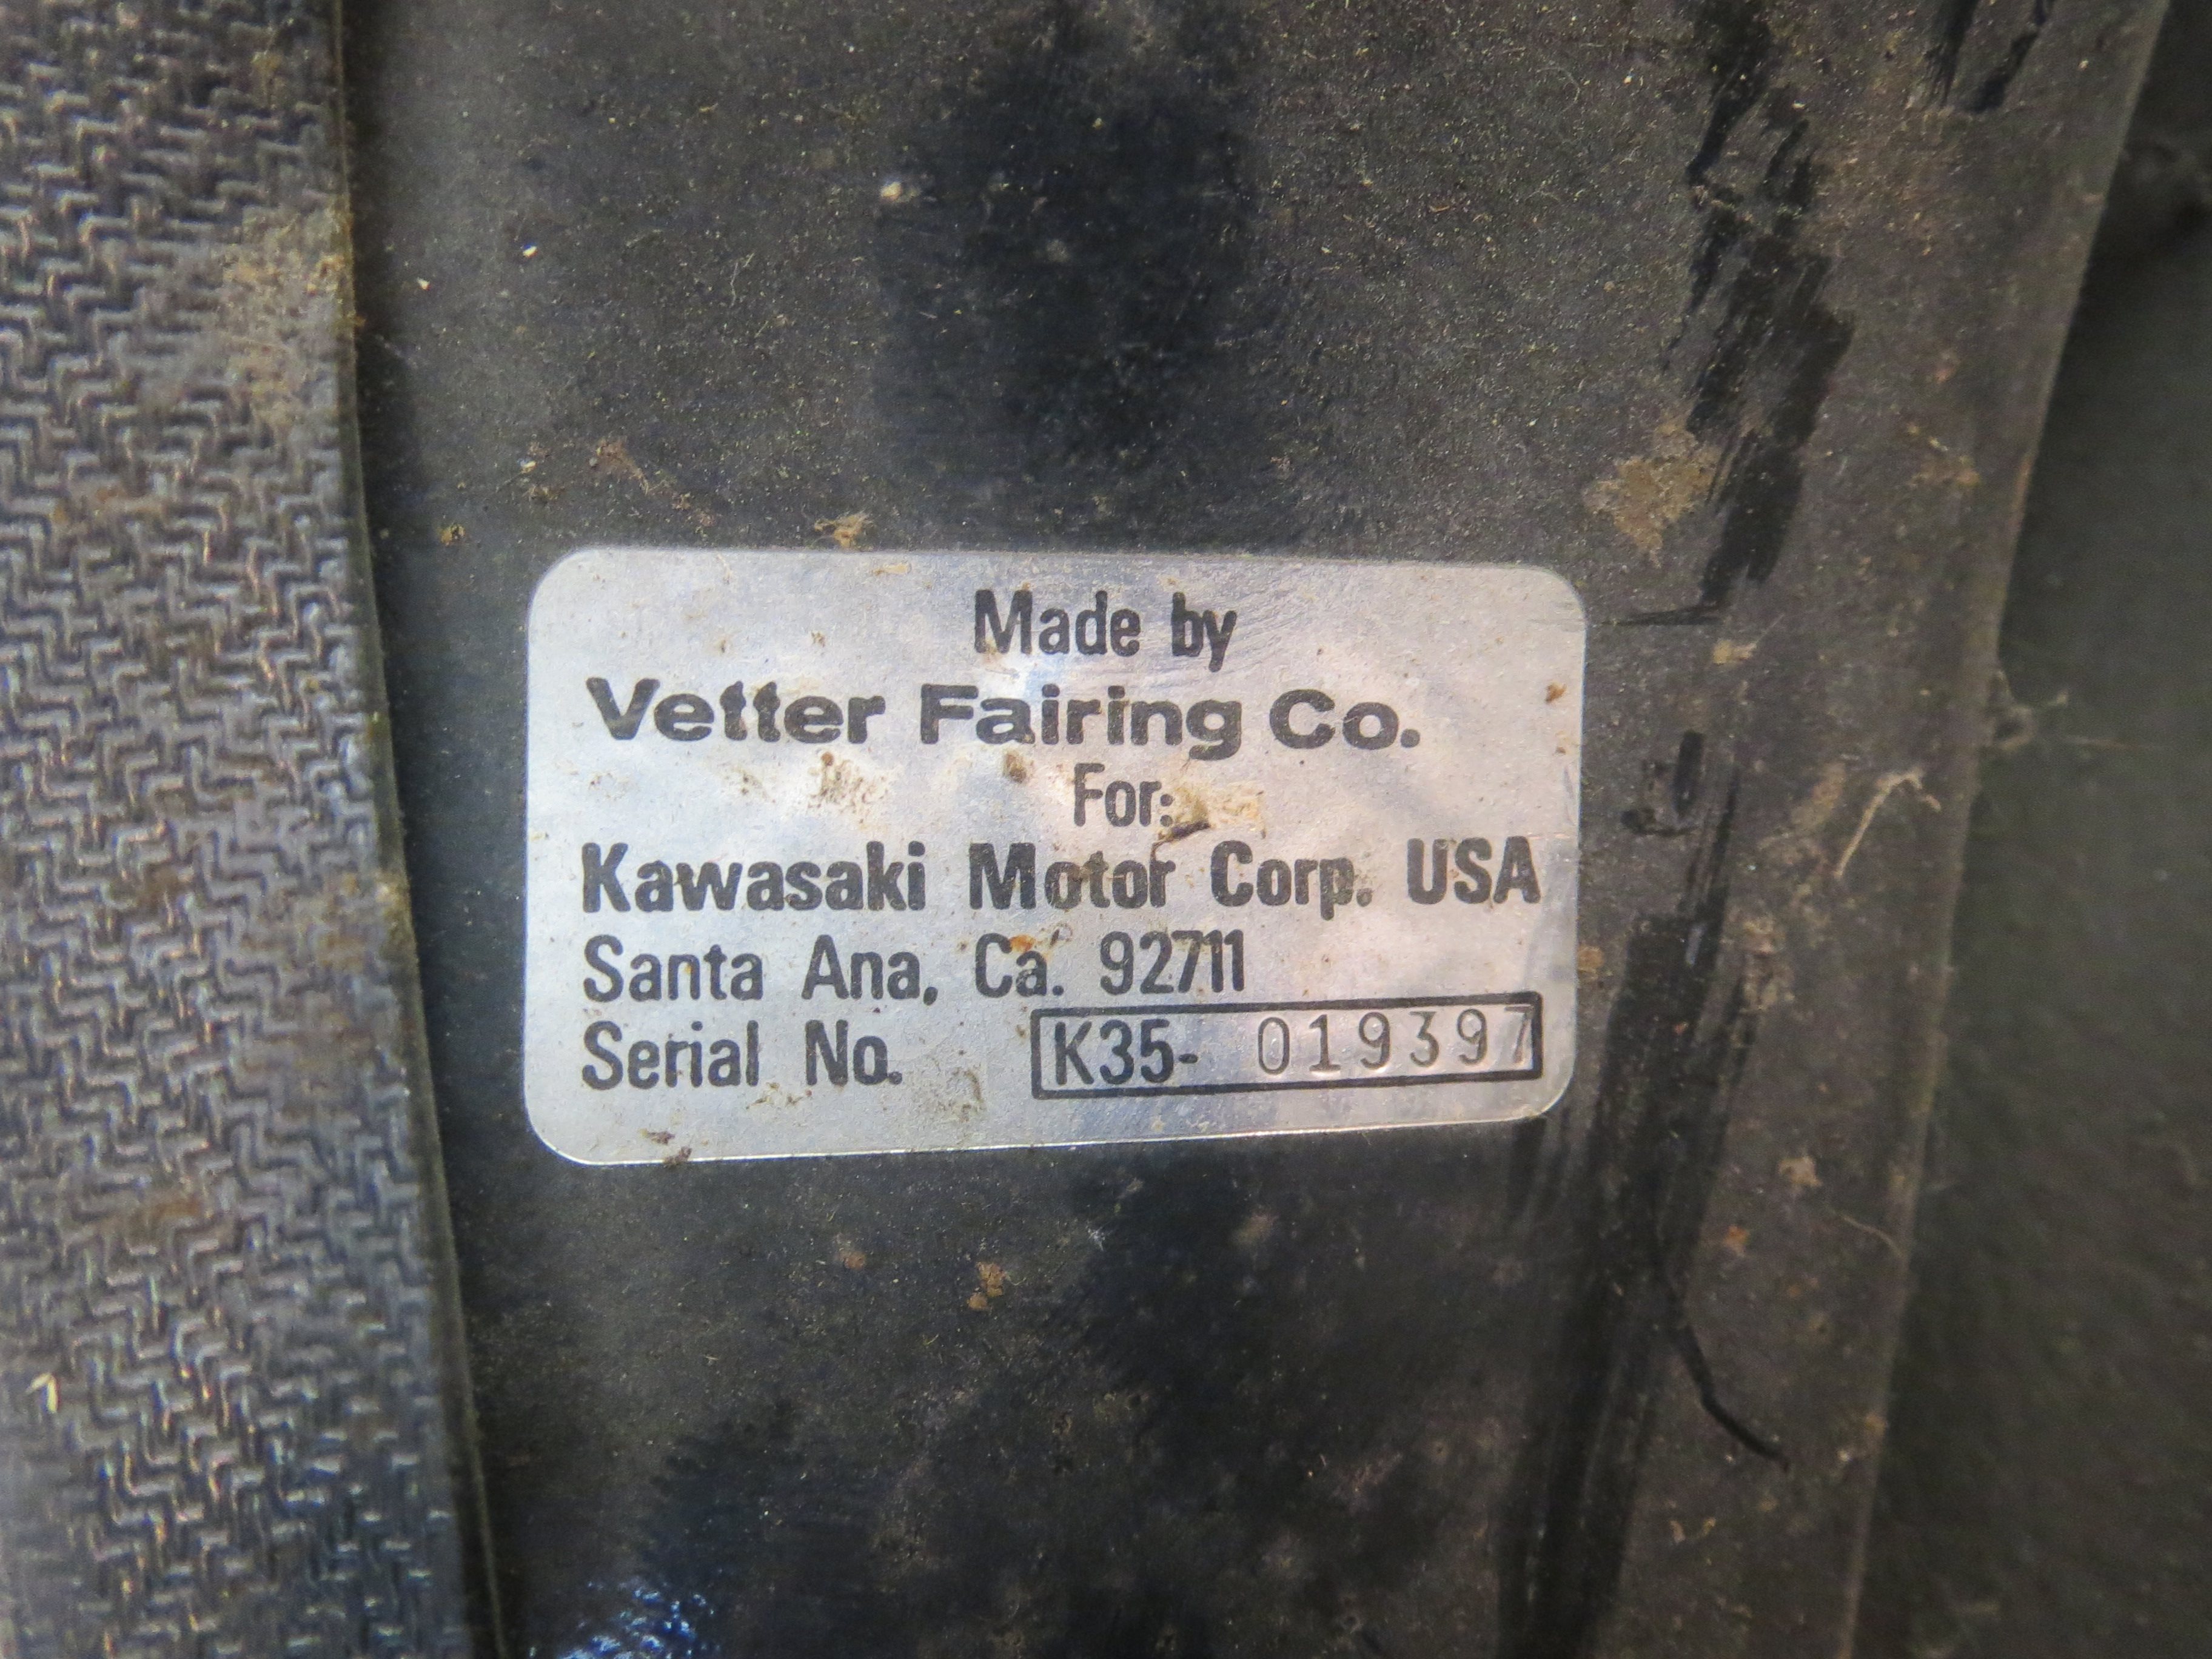 Made by
Vetter Fairing Co.
For:
Kawasaki Motor Corp. USA
Santa Ana, Ca. 92711
Serial No. K35- 019397